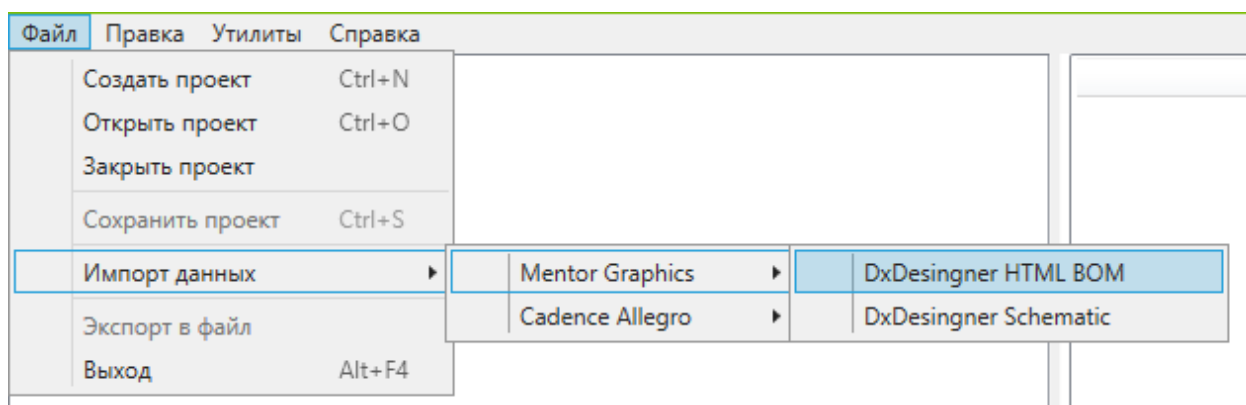 Файл Правка Утилиты Справка
Создать проект Ctrl+N
Открыть проект Ctrl+O
Закрыть проект
Сохранить проект Ctrl+S
Импорт данных Mentor Graphics DxDesingner HTML BOM
Cadence Allegro DxDesingner Schematic
Экспорт в файл
Выход Alt+F4